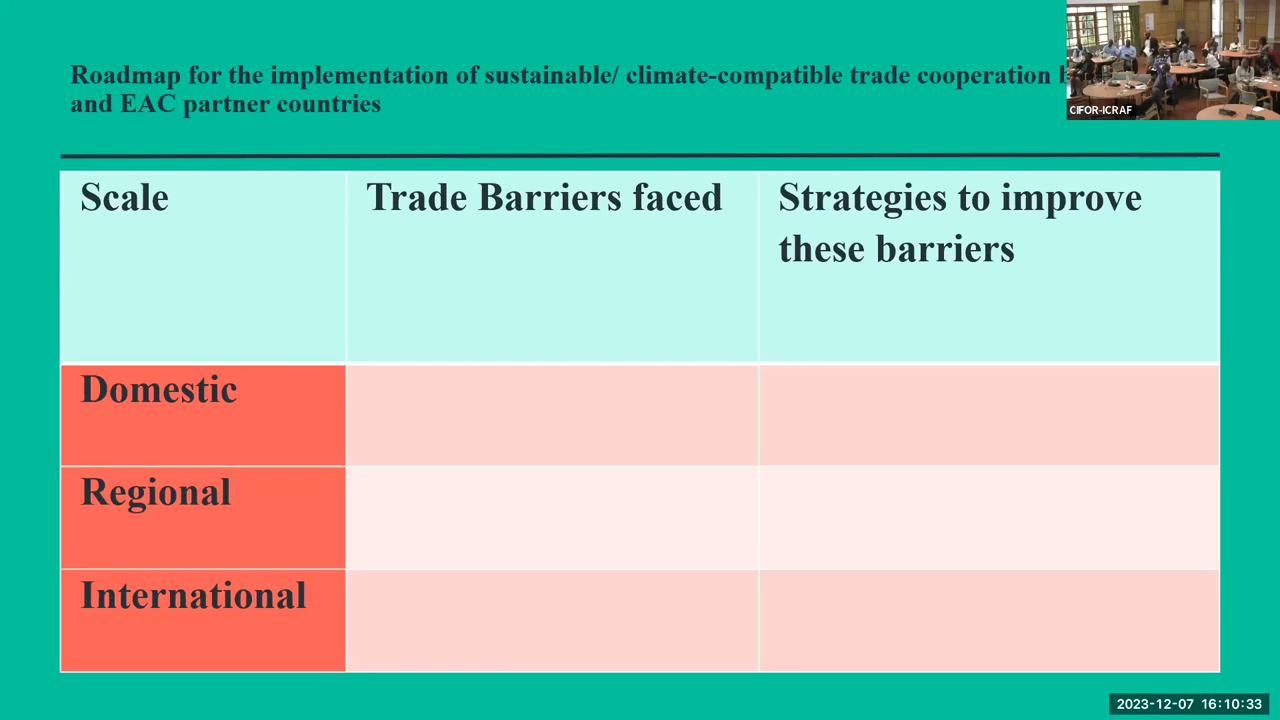 Roadmap for the implementation of sustainable/ climate-compatible trade cooperation
and EAC partner countries
CIFOR-ICRAF
Scale
Trade Barriers faced
Strategies to improve
these barriers
Domestic
Regional
International
2023-12-07 16:10:33